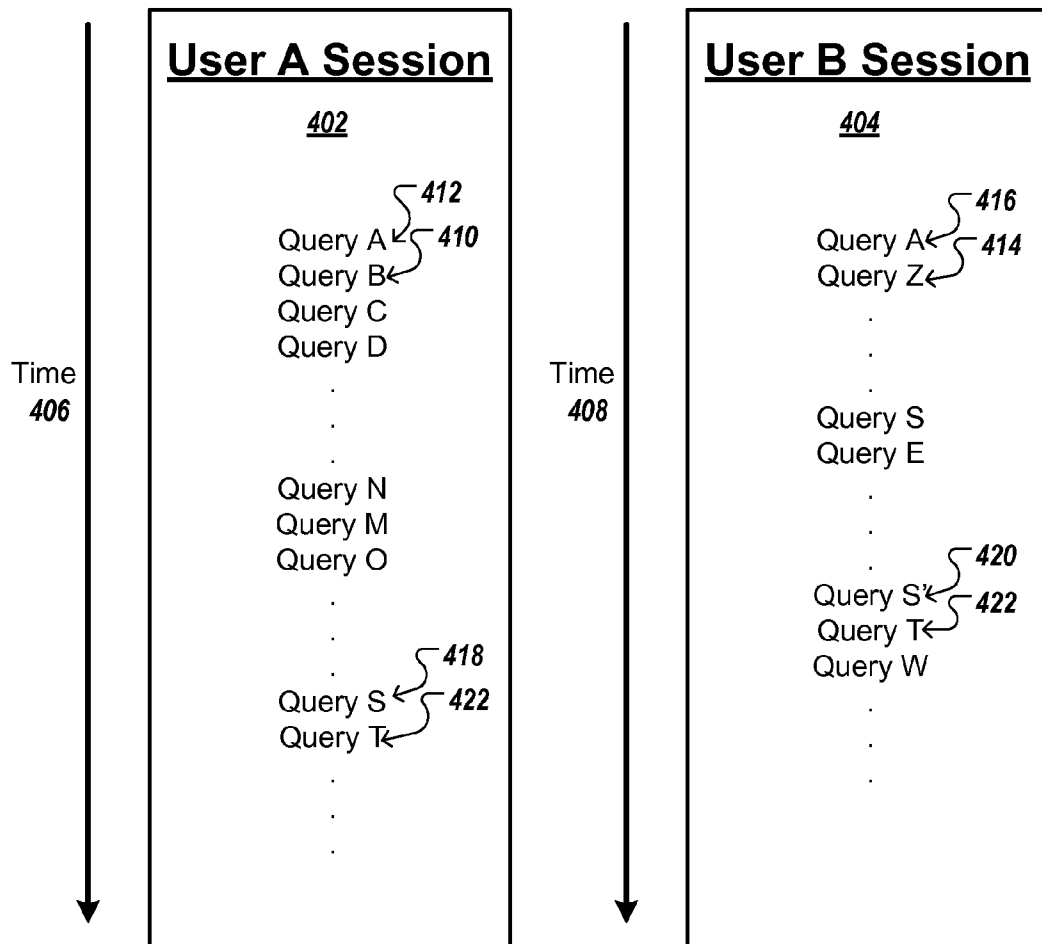 User A Session
402
412
Query A
410
Query B
Query C
Query D
Time
406
Query N
Query M
Query O
418
Query S
422
Query T
User B Session
404
416
Query A
414
Query Z
Time
408
Query S
Query E
420
Query S'
422
Query T
Query W